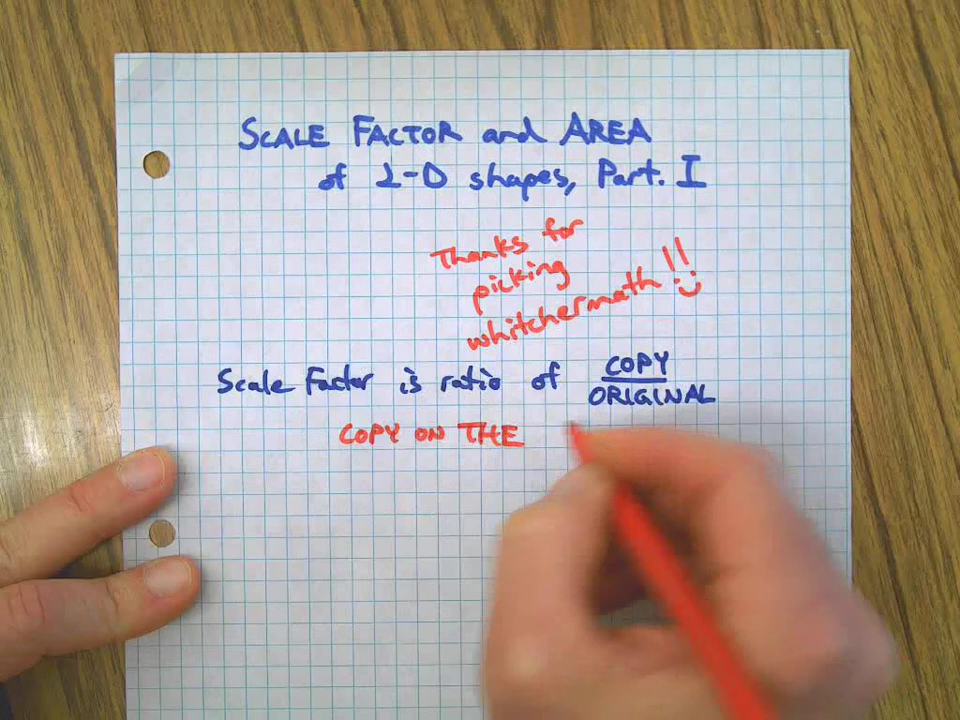 SCALE FACTOR and AREA
of 2-D shapes, Part. I
Thanks for
picking
whitchermath!!
Scale Factor is ratio of COPY
ORIGINAL
COPY ON THE